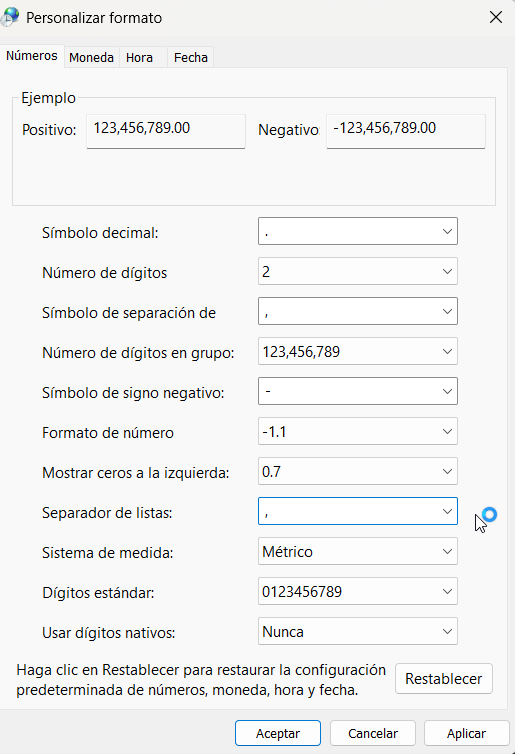 Personalizar formato
Números Moneda Hora Fecha
Ejemplo
Positivo: 123,456,789.00 Negativo -123,456,789.00
Símbolo decimal: .
Número de dígitos 2
Símbolo de separación de ,
Número de dígitos en grupo: 123,456,789
Símbolo de signo negativo: -
Formato de número -1.1
Mostrar ceros a la izquierda: 0.7
Separador de listas: ,
Sistema de medida: Métrico
Dígitos estándar: 0123456789
Usar dígitos nativos: Nunca
Haga clic en Restablecer para restaurar la configuración
predeterminada de números, moneda, hora y fecha.
Restablecer
Aceptar Cancelar Aplicar